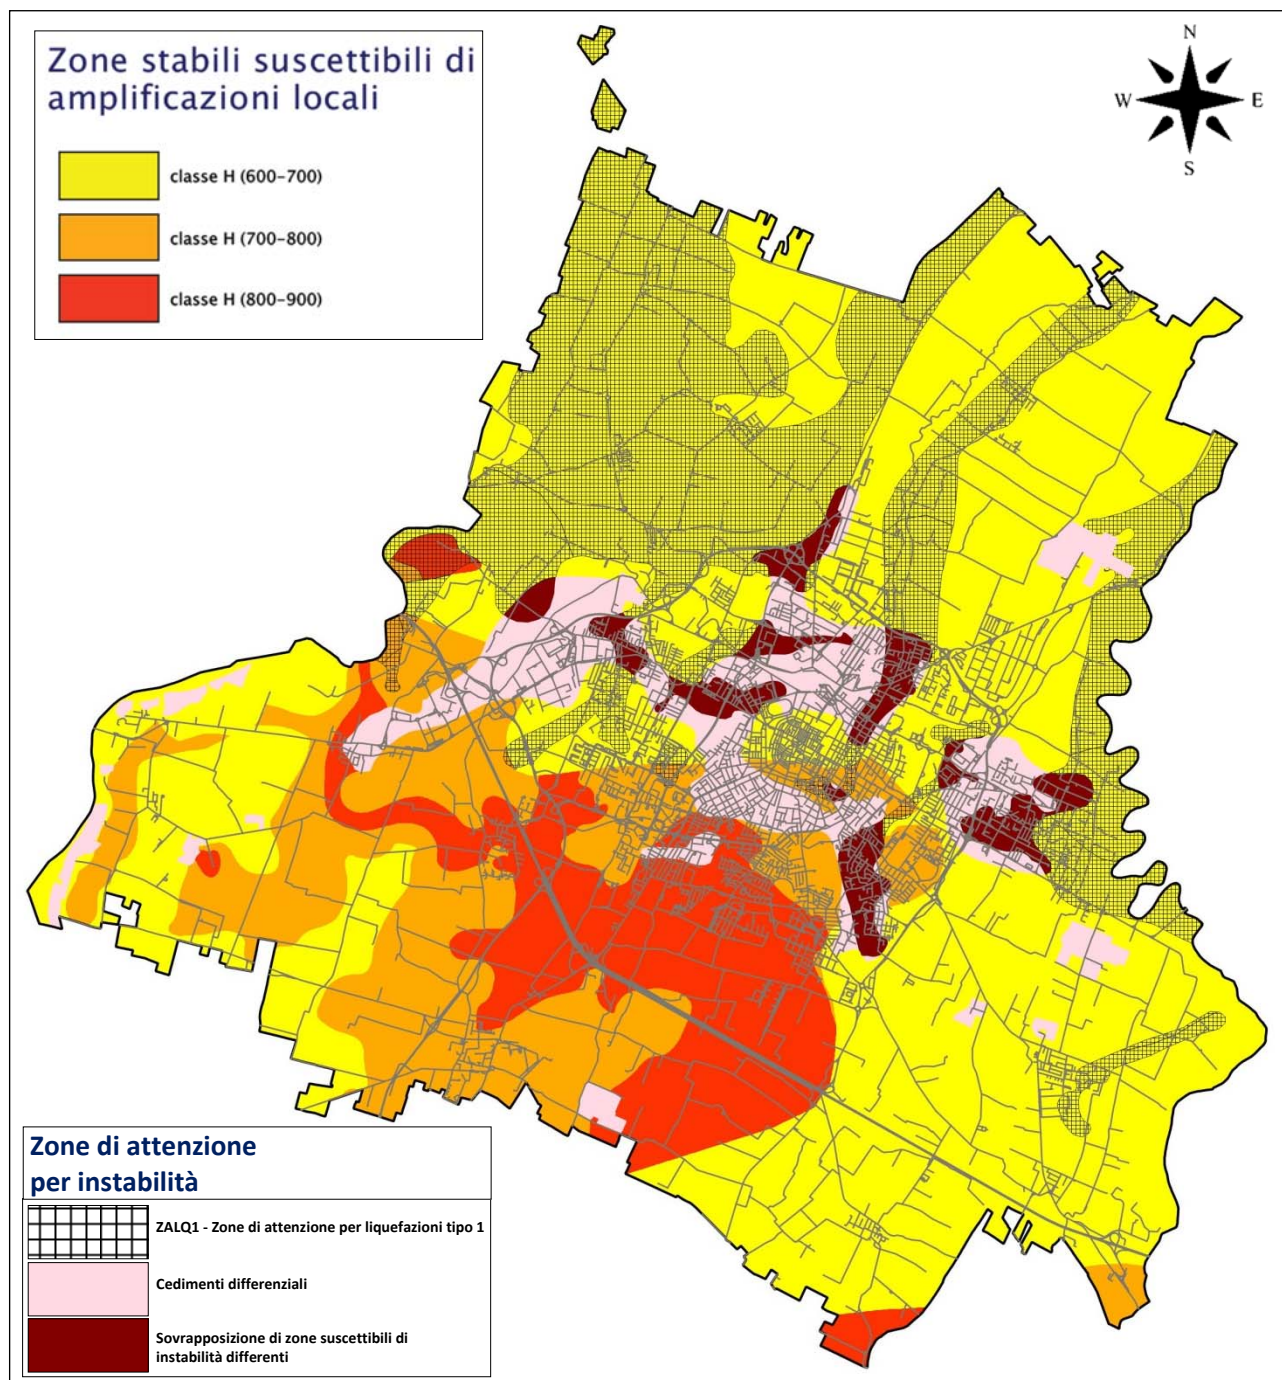 Zone stabili suscettibili di
amplificazioni locali
classe H (600-700)
classe H (700-800)
classe H (800-900)
N
W
E
S
Zone di attenzione
per instabilità
ZALQ1 - Zone di attenzione per liquefazioni tipo 1
Cedimenti differenziali
Sovrapposizione di zone suscettibili di
instabilità differenti